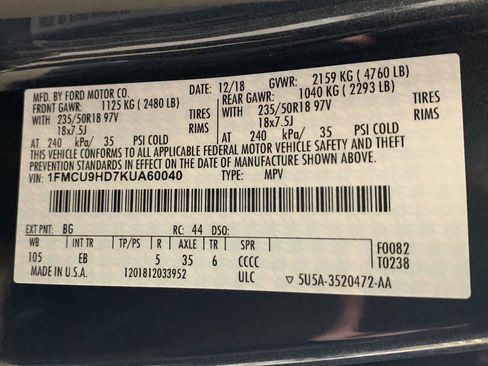 MFD. BY FORD MOTOR CO. DATE: 12/18 GVWR: 2159 KG ( 4760 LB)
FRONT GAWR: 1125 KG ( 2480 LB) REAR GAWR: 1040 KG ( 2293 LB)
WITH 235/50R18 97V TIRES WITH 235/50R18 97V TIRES
18x7.5J RIMS 18x7.5J RIMS
AT 240 kPa/ 35 PSI COLD AT 240 kPa/ 35 PSI COLD
THIS VEHICLE CONFORMS TO ALL APPLICABLE FEDERAL MOTOR VEHICLE SAFETY AND THEFT
PREVENTION STANDARDS IN EFFECT ON THE DATE OF MANUFACTURE SHOWN ABOVE.
VIN: 1FMCU9HD7KUA60040 TYPE: MPV
EXT PNT: BG RC: 44 DSO:
WB INT TR TP/PS R AXLE TR SPR F0082
105 EB 5 35 6 CCCC T0238
MADE IN U.S.A. 1201812033952 ULC ▽ 5U5A-3520472-AA